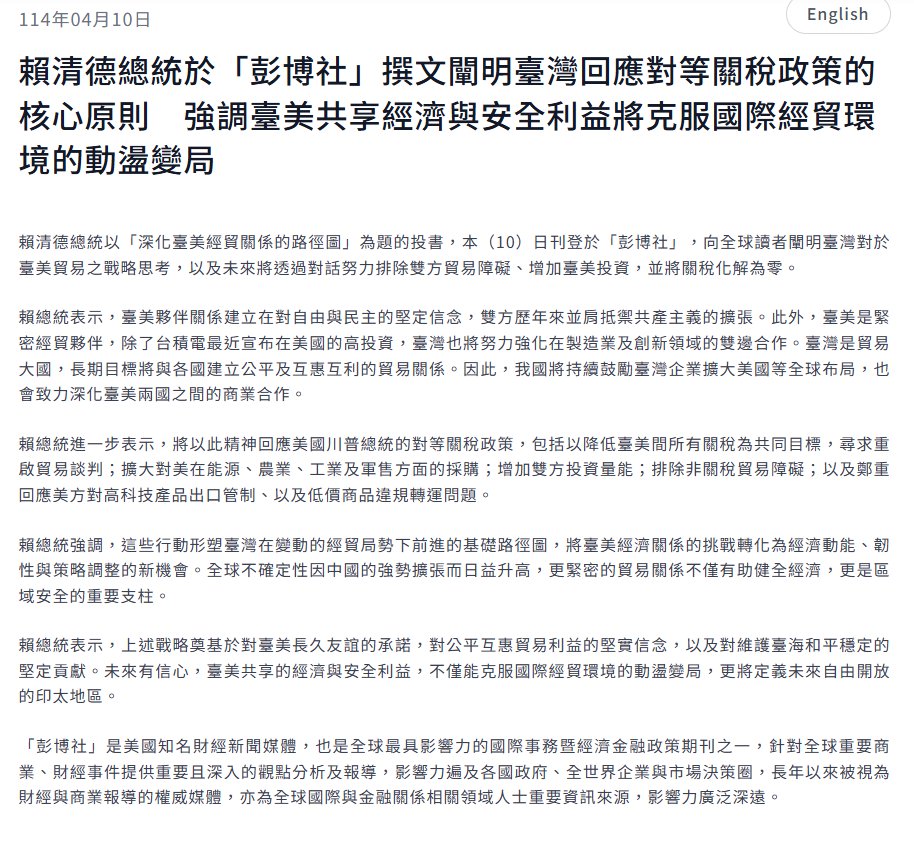 114年04月10日
English
賴清德總統於「彭博社」撰文闡明臺灣回應對等關稅政策的
核心原則　強調臺美共享經濟與安全利益將克服國際經貿環
境的動盪變局
賴清德總統以「深化臺美經貿關係的路徑圖」為題的投書，本（10）日刊登於「彭博社」，向全球讀者闡明臺灣對於
臺美貿易之戰略思考，以及未來將透過對話努力排除雙方貿易障礙、增加臺美投資，並將關稅化解為零。
賴總統表示，臺美夥伴關係建立在對自由與民主的堅定信念，雙方歷年來並肩抵禦共產主義的擴張。此外，臺美是緊
密經貿夥伴，除了台積電最近宣布在美國的高投資，臺灣也將努力強化在製造業及創新領域的雙邊合作。臺灣是貿易
大國，長期目標將與各國建立公平及互惠互利的貿易關係。因此，我國將持續鼓勵臺灣企業擴大美國等全球布局，也
會致力深化臺美兩國之間的商業合作。
賴總統進一步表示，將以此精神回應美國川普總統的對等關稅政策，包括以降低臺美間所有關稅為共同目標，尋求重
啟貿易談判；擴大對美在能源、農業、工業及軍售方面的採購；增加雙方投資量能；排除非關稅貿易障礙；以及鄭重
回應美方對高科技產品出口管制、以及低價商品違規轉運問題。
賴總統強調，這些行動形塑臺灣在變動的經貿局勢下前進的基礎路徑圖，將臺美經濟關係的挑戰轉化為經濟動能、韌
性與策略調整的新機會。全球不確定性因中國的強勢擴張而日益升高，更緊密的貿易關係不僅有助健全經濟，更是區
域安全的重要支柱。
賴總統表示，上述戰略奠基於對臺美長久友誼的承諾，對公平互惠貿易利益的堅實信念，以及對維護臺海和平穩定的
堅定貢獻。未來有信心，臺美共享的經濟與安全利益，不僅能克服國際經貿環境的動盪變局，更將定義未來自由開放
的印太地區。
「彭博社」是美國知名財經新聞媒體，也是全球最具影響力的國際事務暨經濟金融政策期刊之一，針對全球重要商
業、財經事件提供重要且深入的觀點分析及報導，影響力遍及各國政府、全世界企業與市場決策圈，長年以來被視為
財經與商業報導的權威媒體，亦為全球國際與金融關係相關領域人士重要資訊來源，影響力廣泛深遠。